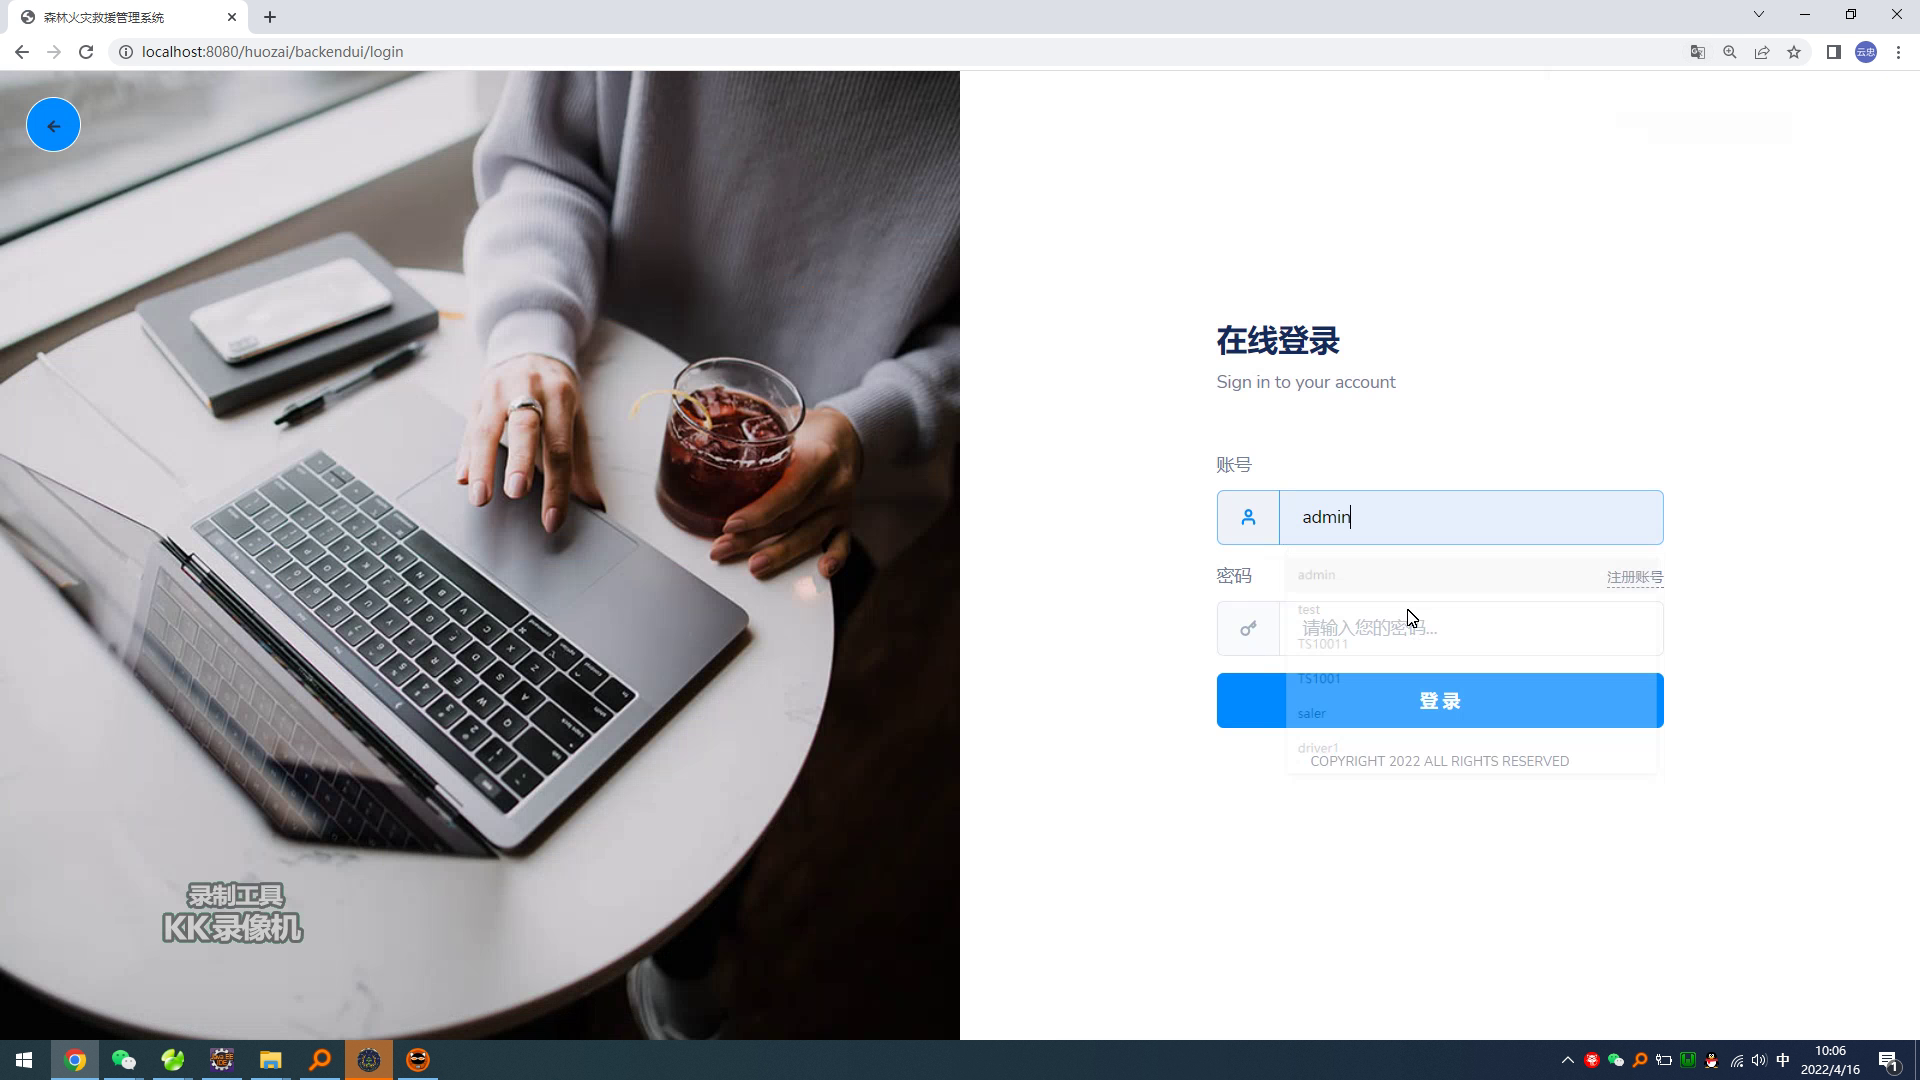 森林火灾救援管理系统
localhost:8080/huozai/backendui/login
云忠
在线登录
Sign in to your account
账号
admin
密码
admin
注册账号
test
请输入您的密码...
TS10011
TS1001
登录
saler
driver1
COPYRIGHT 2022 ALL RIGHTS RESERVED
录制工具
KK录像机
中
10:06
2022/4/16
1